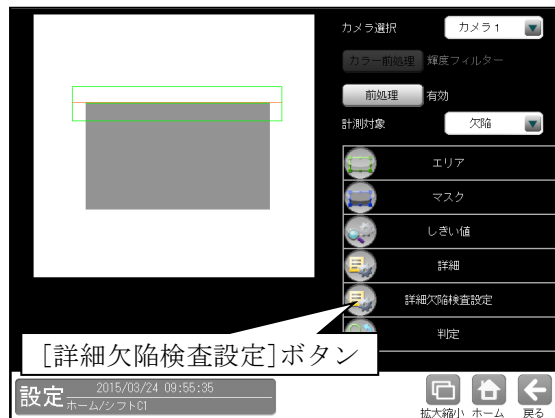 カメラ選択
カメラ1
カラー前処理
輝度フィルター
前処理
有効
計測対象
欠陥
エリア
マスク
しきい値
詳細
詳細欠陥検査設定
判定
[詳細欠陥検査設定]ボタン
設定
2015/03/24 09:55:35
ホーム/シフトC1
拡大縮小
ホーム
戻る